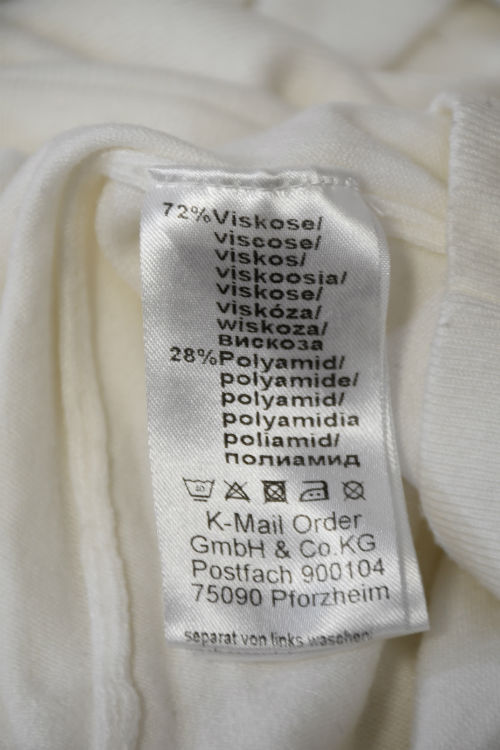 72%Viskose/
viscose/
viskos/
viskoosia/
viskose/
viskóza/
wiskoza/
вискоза
28%Polyamid/
polyamide/
polyamid/
polyamidia
poliamid/
полиамид
40
K-Mail Order
GmbH & Co.KG
Postfach 900104
75090 Pforzheim
separat von links waschen/